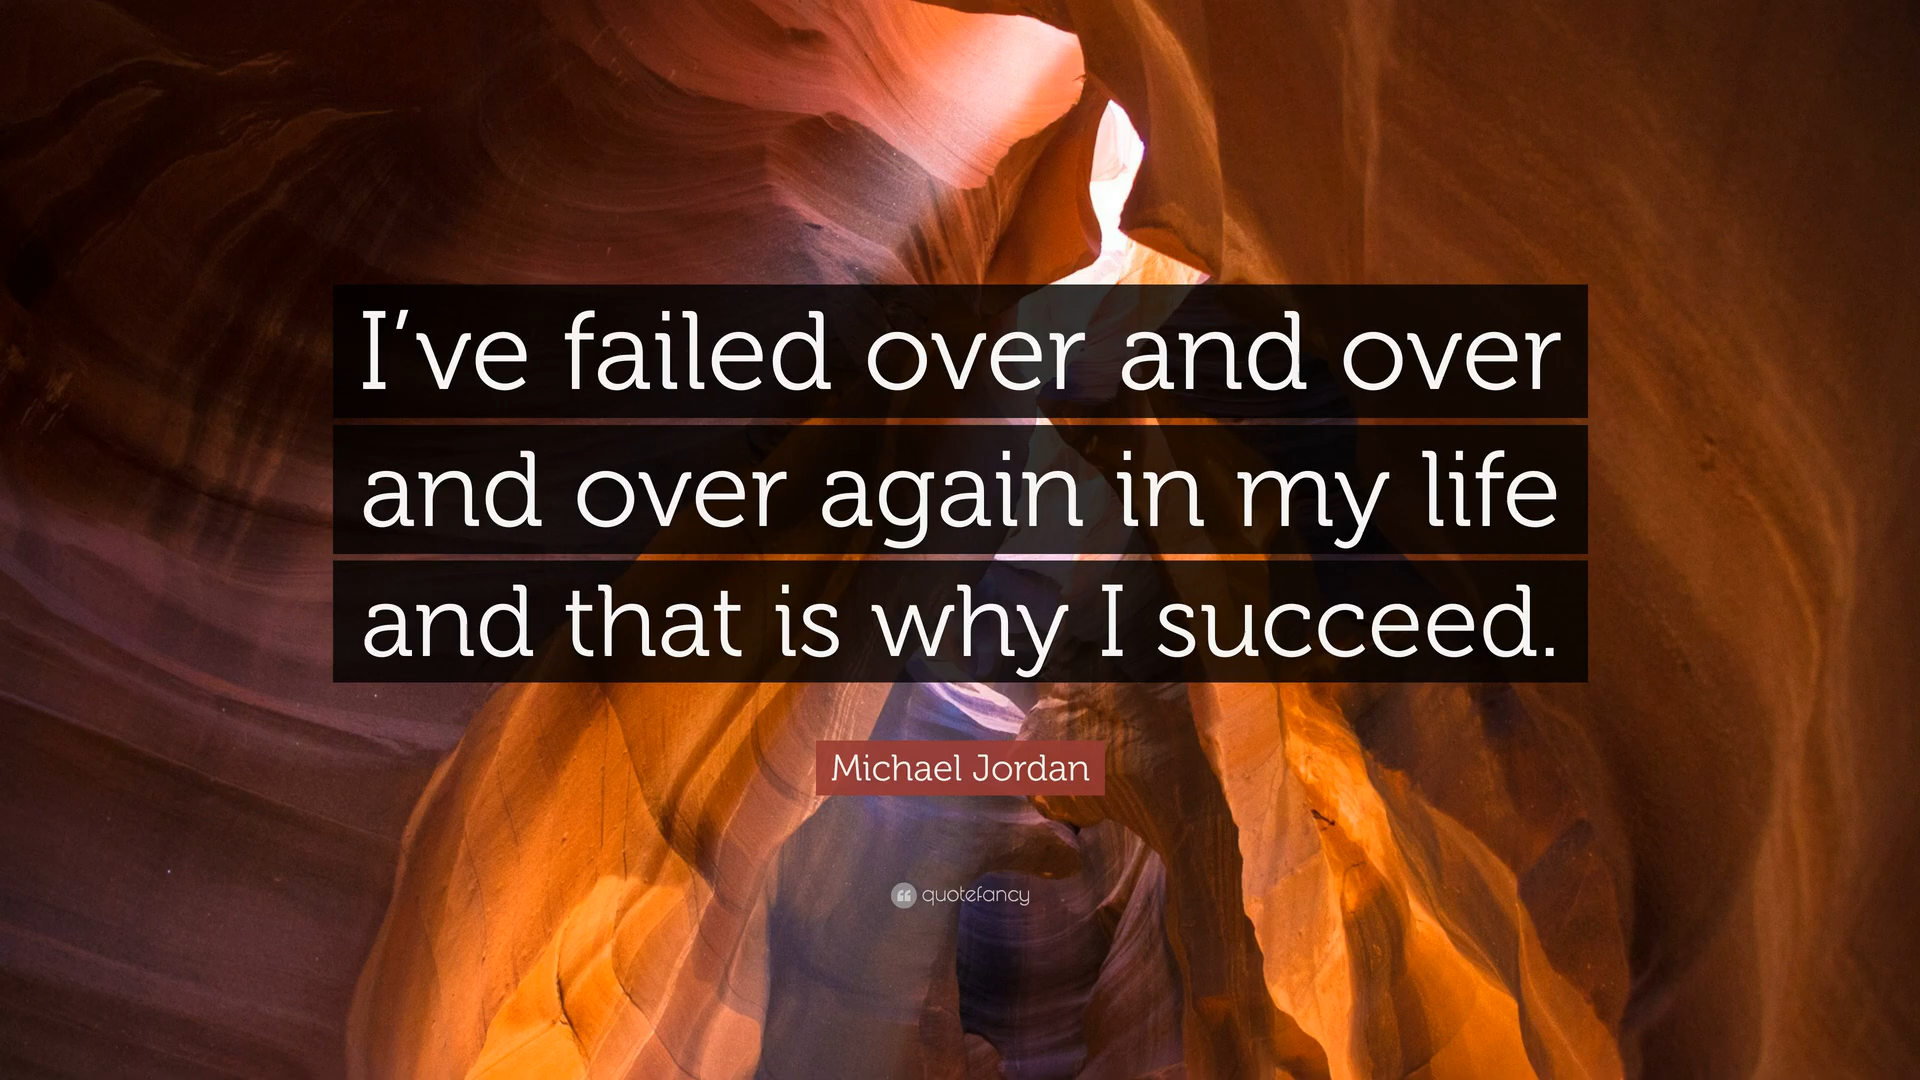 I’ve failed over and over
and over again in my life
and that is why I succeed.
Michael Jordan
quotefancy